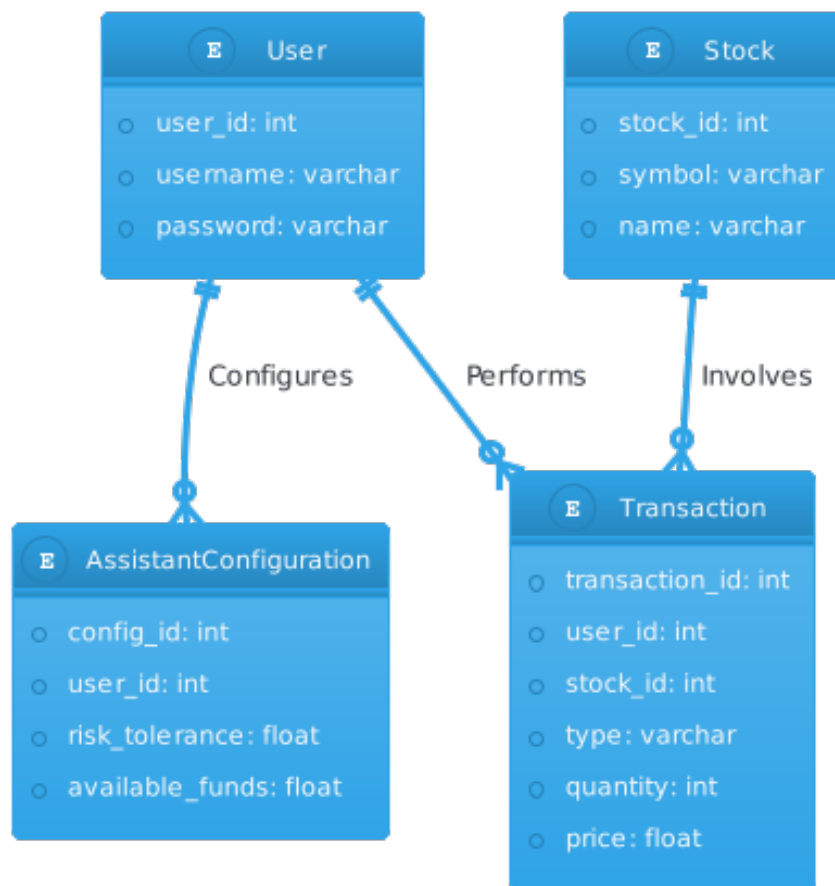 E User
user_id: int
username: varchar
password: varchar
E Stock
stock_id: int
symbol: varchar
name: varchar
Configures
Performs
Involves
E AssistantConfiguration
config_id: int
user_id: int
risk_tolerance: float
available_funds: float
E Transaction
transaction_id: int
user_id: int
stock_id: int
type: varchar
quantity: int
price: float